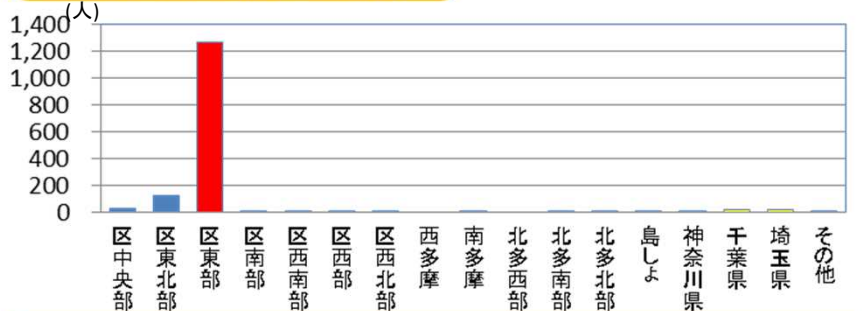 (人)
1,400
1,200
1,000
800
600
400
200
0
区中央部
区東北部
区東部
区南部
区西南部
区西部
区西北部
西多摩
南多摩
北多西部
北多南部
北多北部
島しょ
神奈川県
千葉県
埼玉県
その他